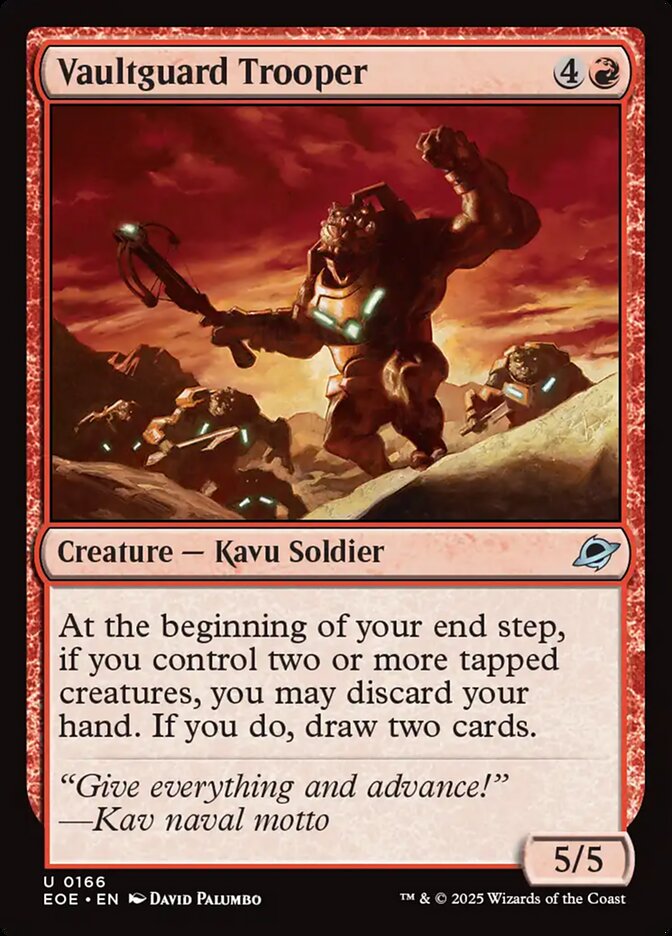 Vaultguard Trooper 4
Creature — Kavu Soldier
At the beginning of your end step,
if you control two or more tapped
creatures, you may discard your
hand. If you do, draw two cards.
“Give everything and advance!”
—Kav naval motto
5/5
U 0166
EOE • EN David Palumbo ™ & © 2025 Wizards of the Coast